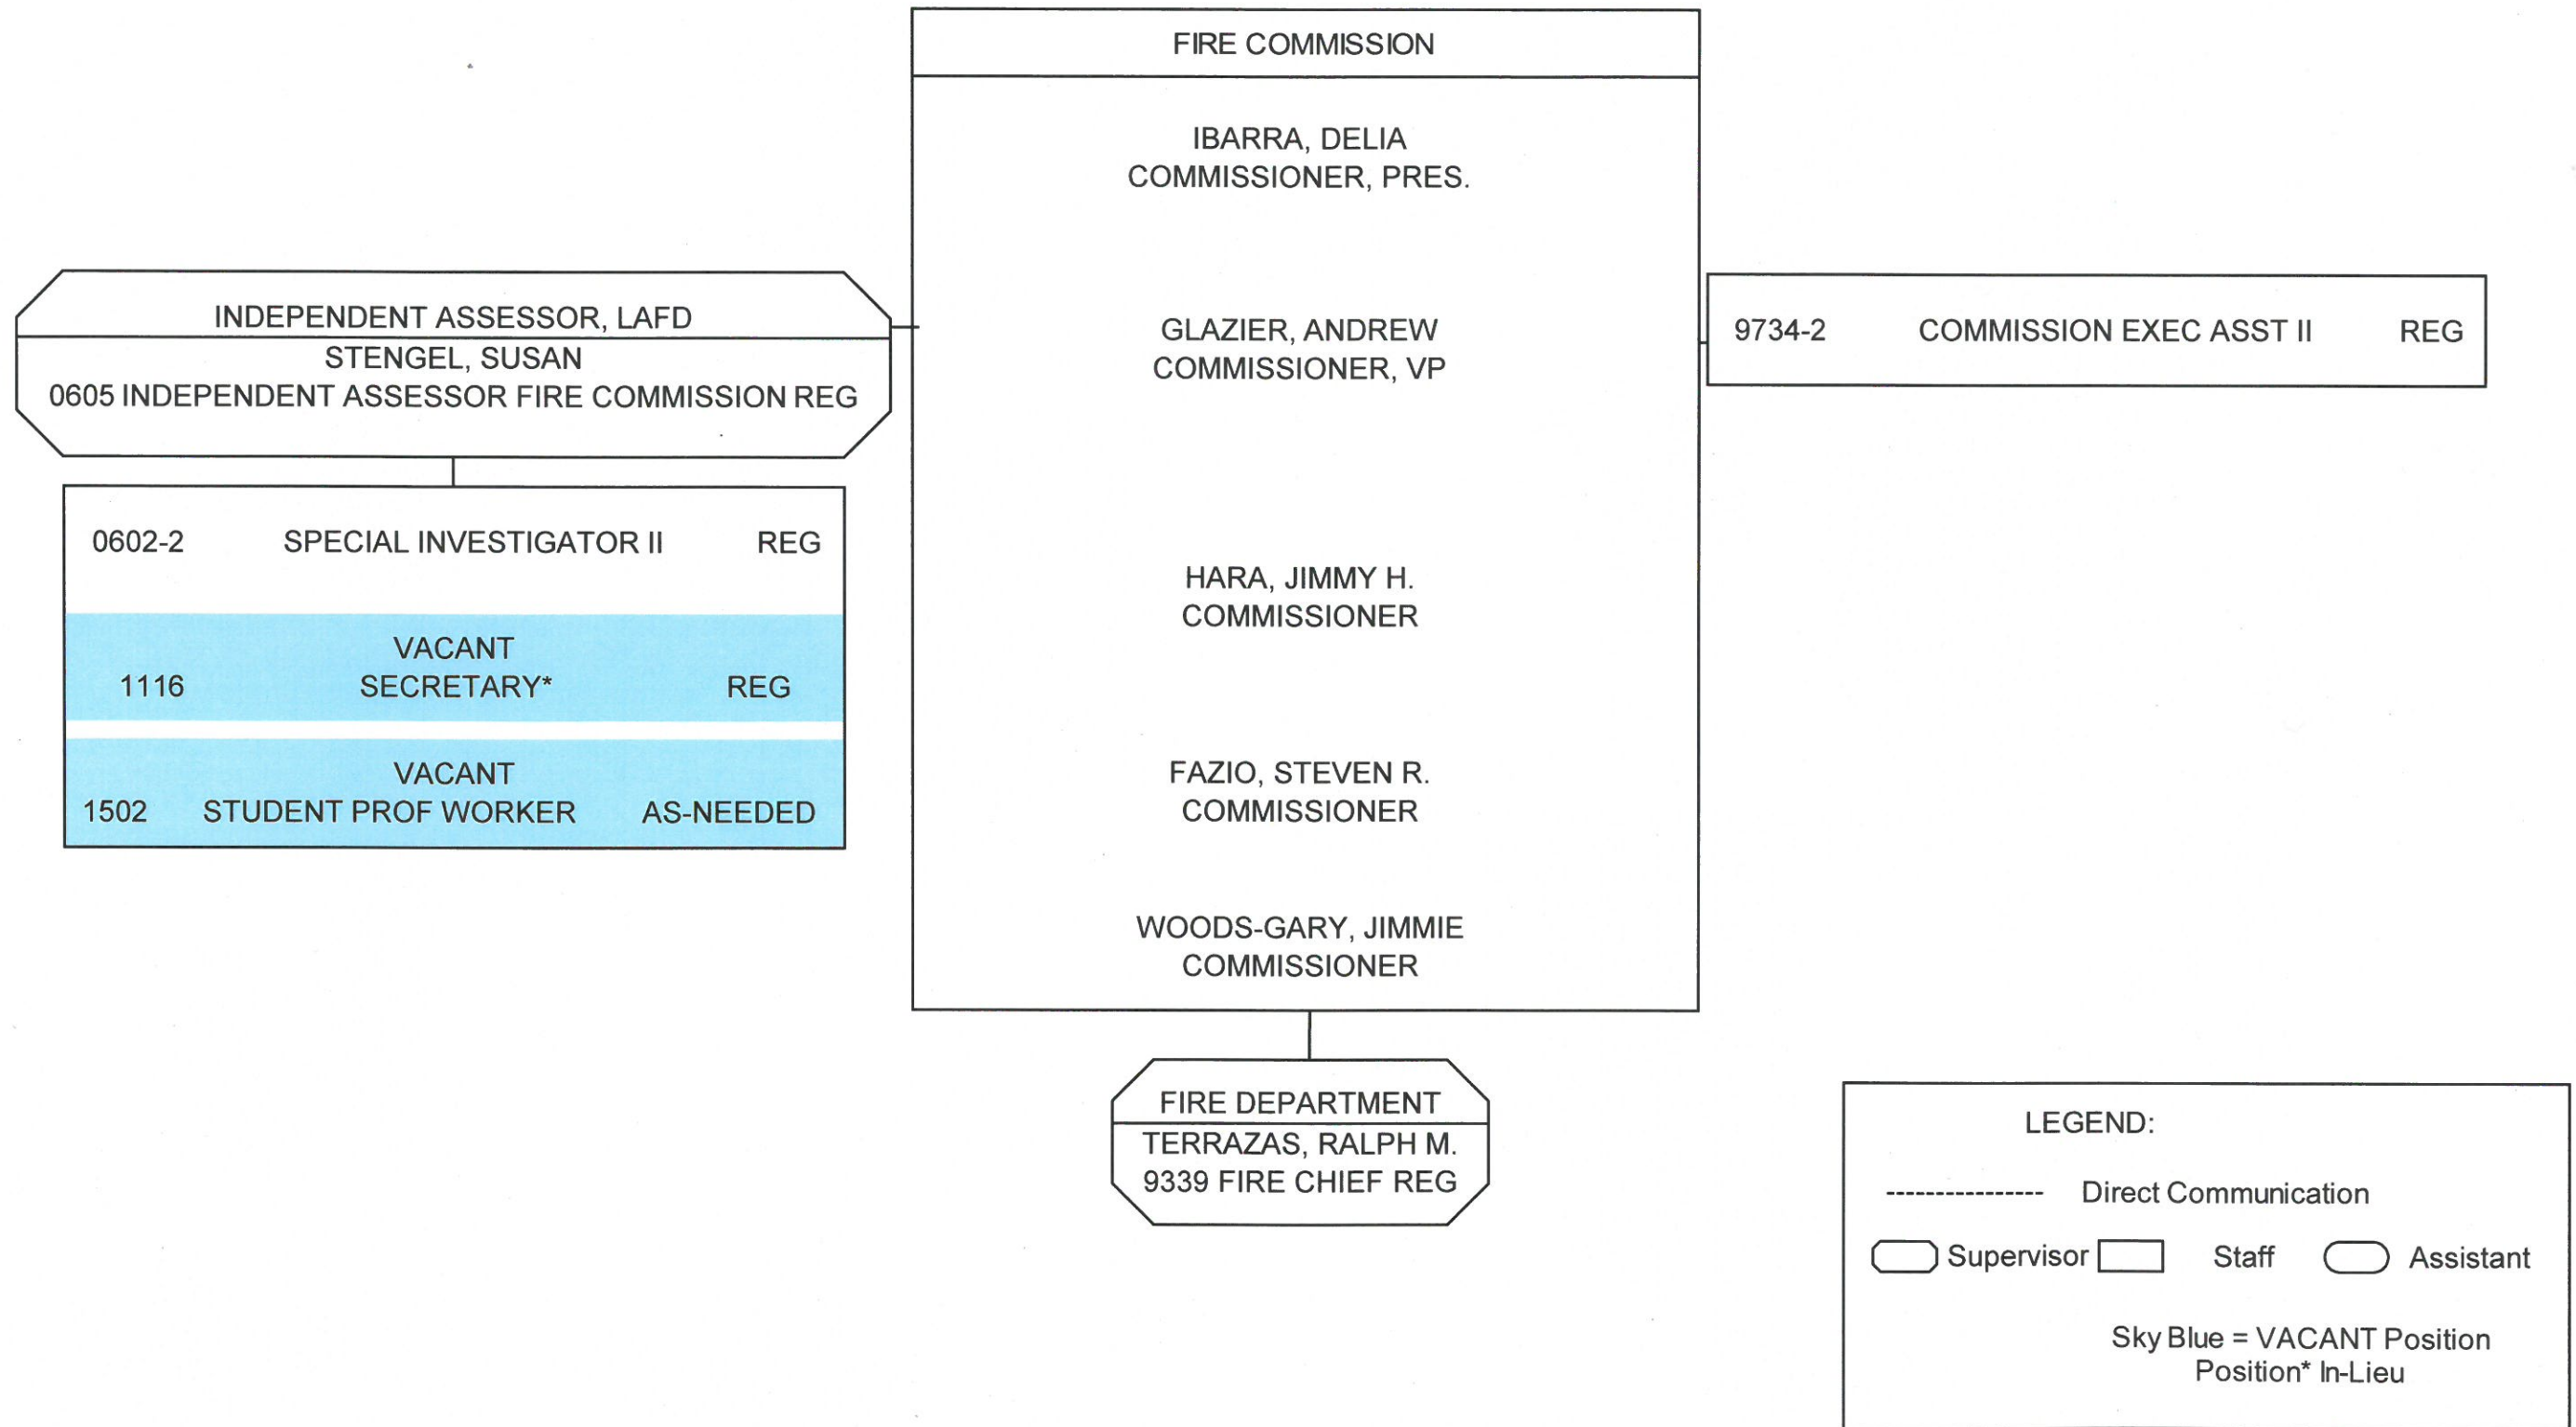 FIRE COMMISSION
IBARRA, DELIA
COMMISSIONER, PRES.
GLAZIER, ANDREW
COMMISSIONER, VP
HARA, JIMMY H.
COMMISSIONER
FAZIO, STEVEN R.
COMMISSIONER
WOODS-GARY, JIMMIE
COMMISSIONER
INDEPENDENT ASSESSOR, LAFD
STENGEL, SUSAN
0605 INDEPENDENT ASSESSOR FIRE COMMISSION REG
0602-2 SPECIAL INVESTIGATOR II REG
VACANT
1116 SECRETARY* REG
VACANT
1502 STUDENT PROF WORKER AS-NEEDED
9734-2 COMMISSION EXEC ASST II REG
FIRE DEPARTMENT
TERRAZAS, RALPH M.
9339 FIRE CHIEF REG
LEGEND:
Direct Communication
Supervisor Staff Assistant
Sky Blue = VACANT Position
Position* In-Lieu